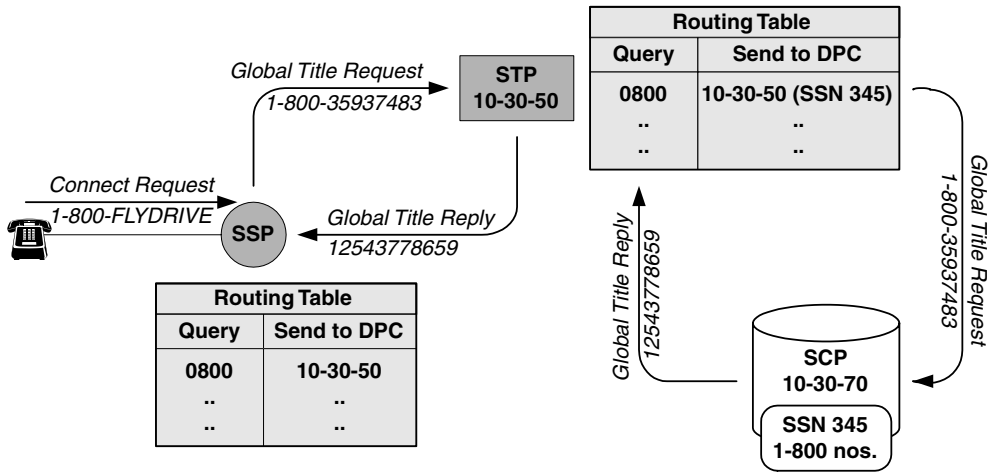 Global Title Request
1-800-35937483
STP
10-30-50
Routing Table
Query Send to DPC
0800 10-30-50 (SSN 345)
.. ..
.. ..
Connect Request
1-800-FLYDRIVE
SSP
Global Title Reply
12543778659
Routing Table
Query Send to DPC
0800 10-30-50
.. ..
.. ..
Global Title Reply
12543778659
Global Title Request
1-800-35937483
SCP
10-30-70
SSN 345
1-800 nos.